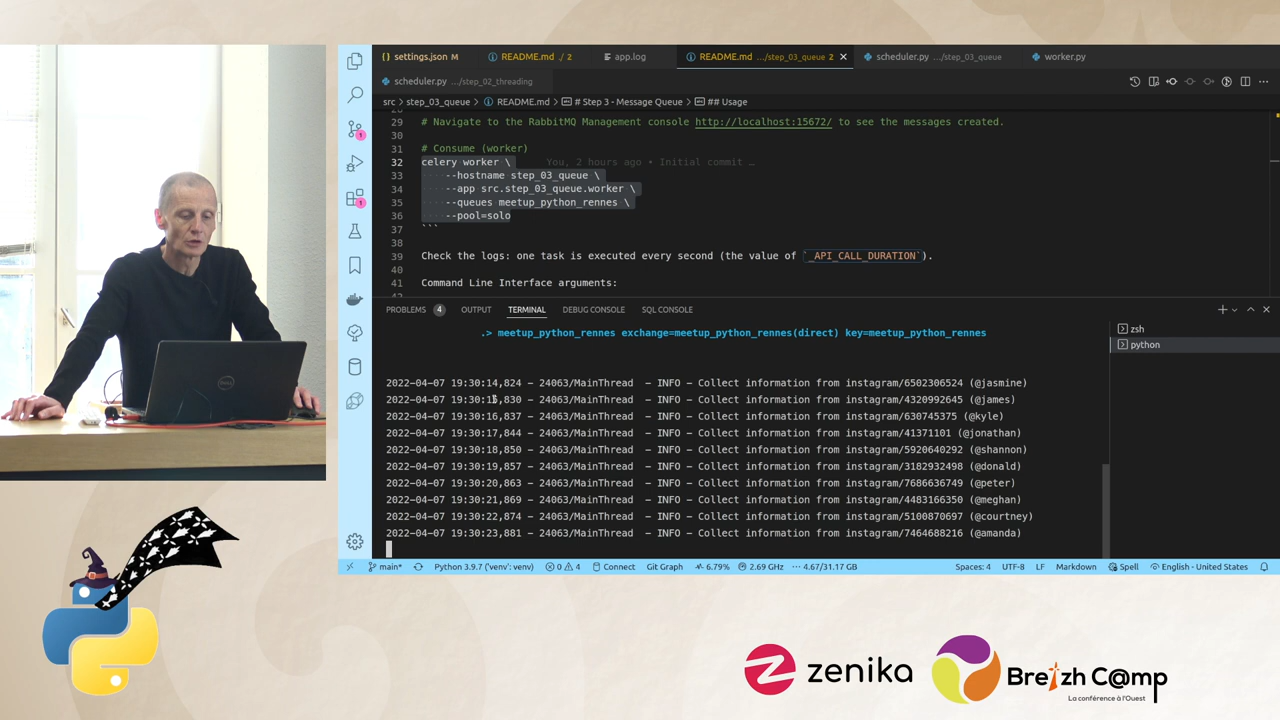 settings.json M
README.md ./ 2
app.log
README.md .../step_03_queue 2
scheduler.py .../step_03_queue
worker.py
scheduler.py .../step_02_threading
src > step_03_queue > README.md > # Step 3 - Message Queue > ## Usage
29 # Navigate to the RabbitMQ Management console http://localhost:15672/ to see the messages created.
30
31 # Consume (worker)
32 celery worker \ You, 2 hours ago • Initial commit …
33 --hostname step_03_queue \
34 --app src.step_03_queue.worker \
35 --queues meetup_python_rennes \
36 --pool=solo
37 ```
38
39 Check the logs: one task is executed every second (the value of `_API_CALL_DURATION`).
40
41 Command Line Interface arguments:
PROBLEMS 4 OUTPUT TERMINAL DEBUG CONSOLE SQL CONSOLE
zsh
python
.> meetup_python_rennes exchange=meetup_python_rennes(direct) key=meetup_python_rennes
2022-04-07 19:30:14,824 - 24063/MainThread - INFO - Collect information from instagram/6502306524 (@jasmine)
2022-04-07 19:30:15,830 - 24063/MainThread - INFO - Collect information from instagram/4320992645 (@james)
2022-04-07 19:30:16,837 - 24063/MainThread - INFO - Collect information from instagram/630745375 (@kyle)
2022-04-07 19:30:17,844 - 24063/MainThread - INFO - Collect information from instagram/41371101 (@jonathan)
2022-04-07 19:30:18,850 - 24063/MainThread - INFO - Collect information from instagram/5920640292 (@shannon)
2022-04-07 19:30:19,857 - 24063/MainThread - INFO - Collect information from instagram/3182932498 (@donald)
2022-04-07 19:30:20,863 - 24063/MainThread - INFO - Collect information from instagram/7686636749 (@peter)
2022-04-07 19:30:21,869 - 24063/MainThread - INFO - Collect information from instagram/4483166350 (@meghan)
2022-04-07 19:30:22,874 - 24063/MainThread - INFO - Collect information from instagram/5100870697 (@courtney)
2022-04-07 19:30:23,881 - 24063/MainThread - INFO - Collect information from instagram/7464688216 (@amanda)
main* Python 3.9.7 ('venv': venv) 0 4 Connect Git Graph 6.79% 2.69 GHz 4.67/31.17 GB Spaces: 4 UTF-8 LF Markdown Spell English - United States
zenika
Breizh C@mp
La conférence à l'Ouest